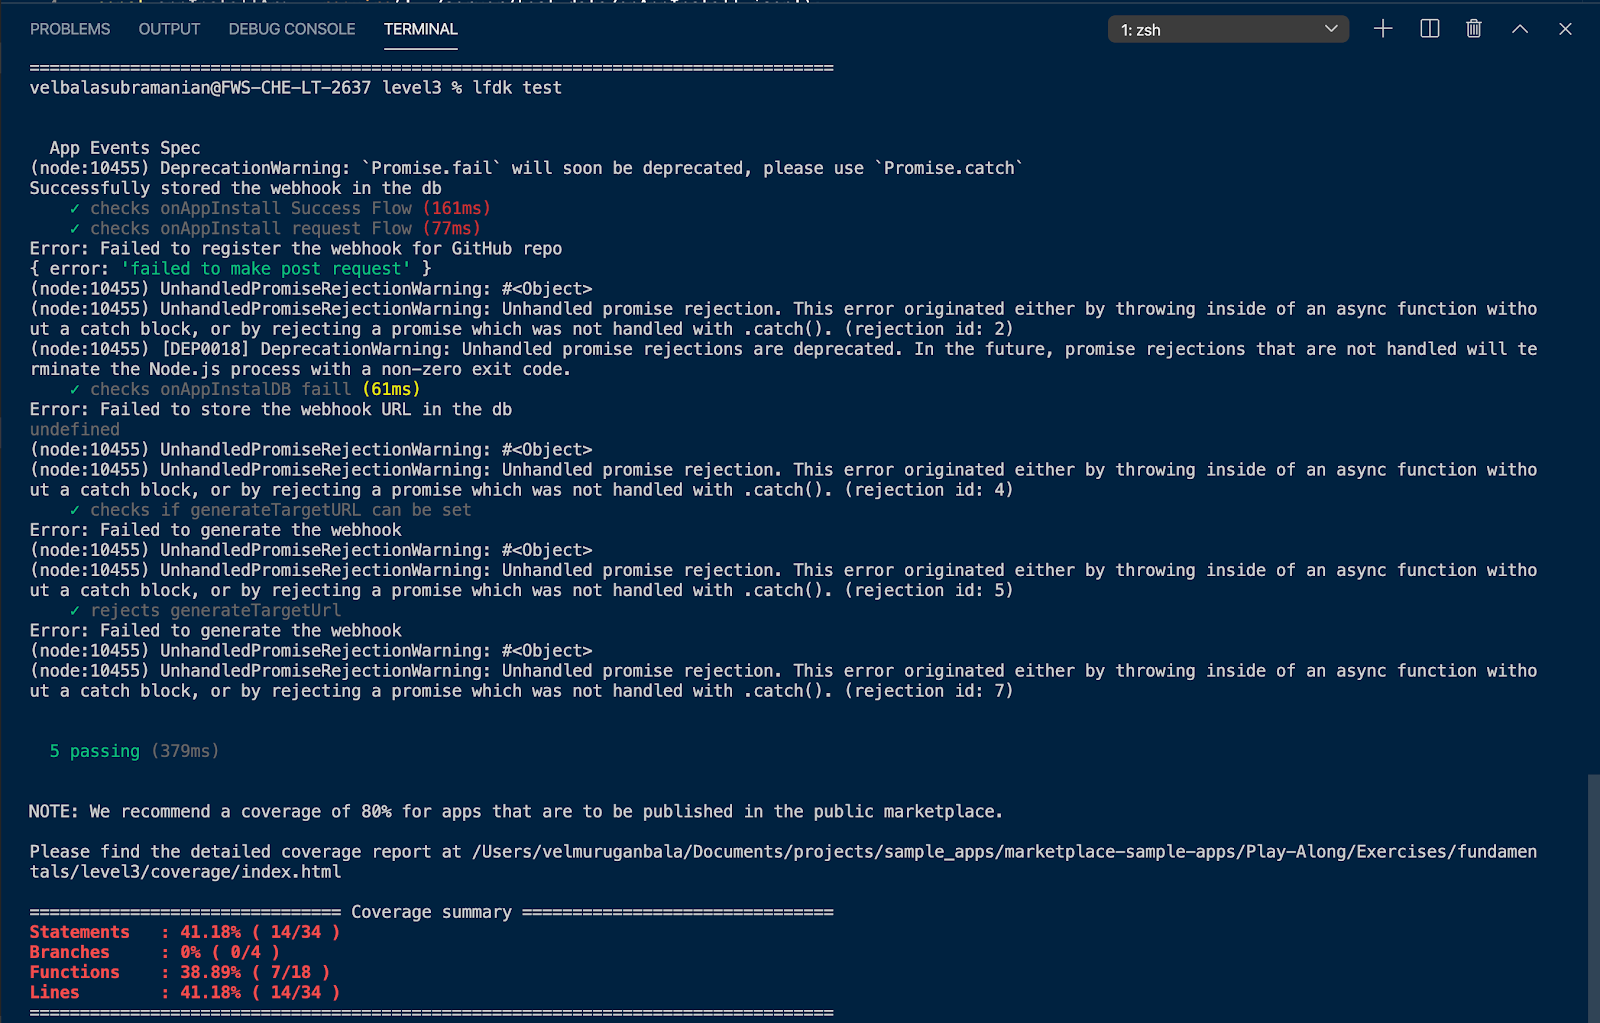 PROBLEMS OUTPUT DEBUG CONSOLE TERMINAL 1: zsh
================================================================================
velbalasubramanian@FWS-CHE-LT-2637 level3 % lfdk test
App Events Spec
(node:10455) DeprecationWarning: `Promise.fail` will soon be deprecated, please use `Promise.catch`
Successfully stored the webhook in the db
✓ checks onAppInstall Success Flow (161ms)
✓ checks onAppInstall request Flow (77ms)
Error: Failed to register the webhook for GitHub repo
{ error: 'failed to make post request' }
(node:10455) UnhandledPromiseRejectionWarning: #<Object>
(node:10455) UnhandledPromiseRejectionWarning: Unhandled promise rejection. This error originated either by throwing inside of an async function witho
ut a catch block, or by rejecting a promise which was not handled with .catch(). (rejection id: 2)
(node:10455) [DEP0018] DeprecationWarning: Unhandled promise rejections are deprecated. In the future, promise rejections that are not handled will te
rminate the Node.js process with a non-zero exit code.
✓ checks onAppInstalDB faill (61ms)
Error: Failed to store the webhook URL in the db
undefined
(node:10455) UnhandledPromiseRejectionWarning: #<Object>
(node:10455) UnhandledPromiseRejectionWarning: Unhandled promise rejection. This error originated either by throwing inside of an async function witho
ut a catch block, or by rejecting a promise which was not handled with .catch(). (rejection id: 4)
✓ checks if generateTargetURL can be set
Error: Failed to generate the webhook
(node:10455) UnhandledPromiseRejectionWarning: #<Object>
(node:10455) UnhandledPromiseRejectionWarning: Unhandled promise rejection. This error originated either by throwing inside of an async function witho
ut a catch block, or by rejecting a promise which was not handled with .catch(). (rejection id: 5)
✓ rejects generateTargetUrl
Error: Failed to generate the webhook
(node:10455) UnhandledPromiseRejectionWarning: #<Object>
(node:10455) UnhandledPromiseRejectionWarning: Unhandled promise rejection. This error originated either by throwing inside of an async function witho
ut a catch block, or by rejecting a promise which was not handled with .catch(). (rejection id: 7)
5 passing (379ms)
NOTE: We recommend a coverage of 80% for apps that are to be published in the public marketplace.
Please find the detailed coverage report at /Users/velmuruganbala/Documents/projects/sample_apps/marketplace-sample-apps/Play-Along/Exercises/fundamen
tals/level3/coverage/index.html
=============================== Coverage summary ===============================
Statements : 41.18% ( 14/34 )
Branches : 0% ( 0/4 )
Functions : 38.89% ( 7/18 )
Lines : 41.18% ( 14/34 )
================================================================================